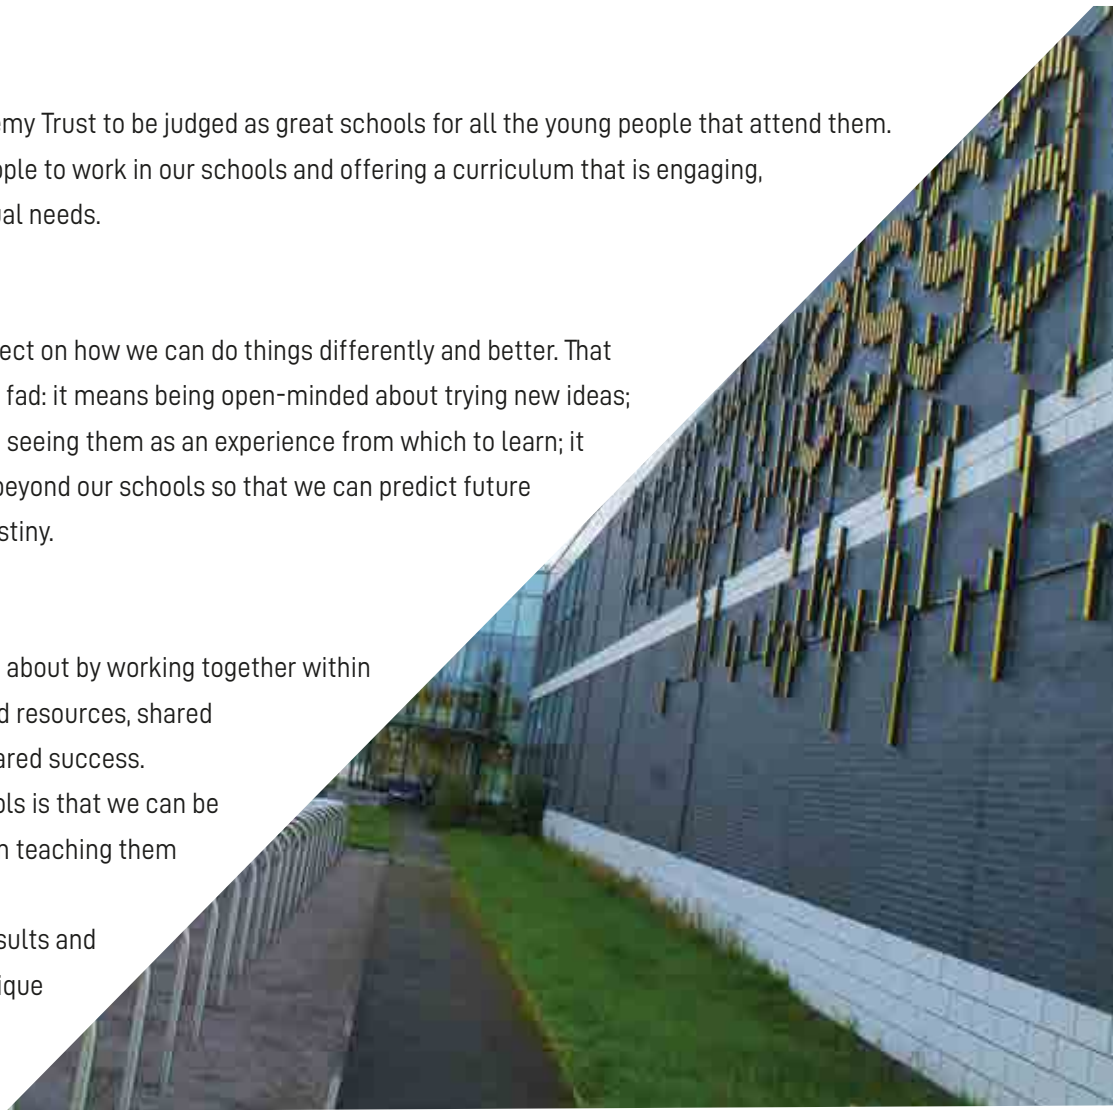 my Trust to be judged as great schools for all the young people that attend them.
ple to work in our schools and offering a curriculum that is engaging,
al needs.
ect on how we can do things differently and better. That
fad: it means being open-minded about trying new ideas;
seeing them as an experience from which to learn; it
beyond our schools so that we can predict future
stiny.
about by working together within
d resources, shared
ared success.
ols is that we can be
n teaching them
sults and
ique